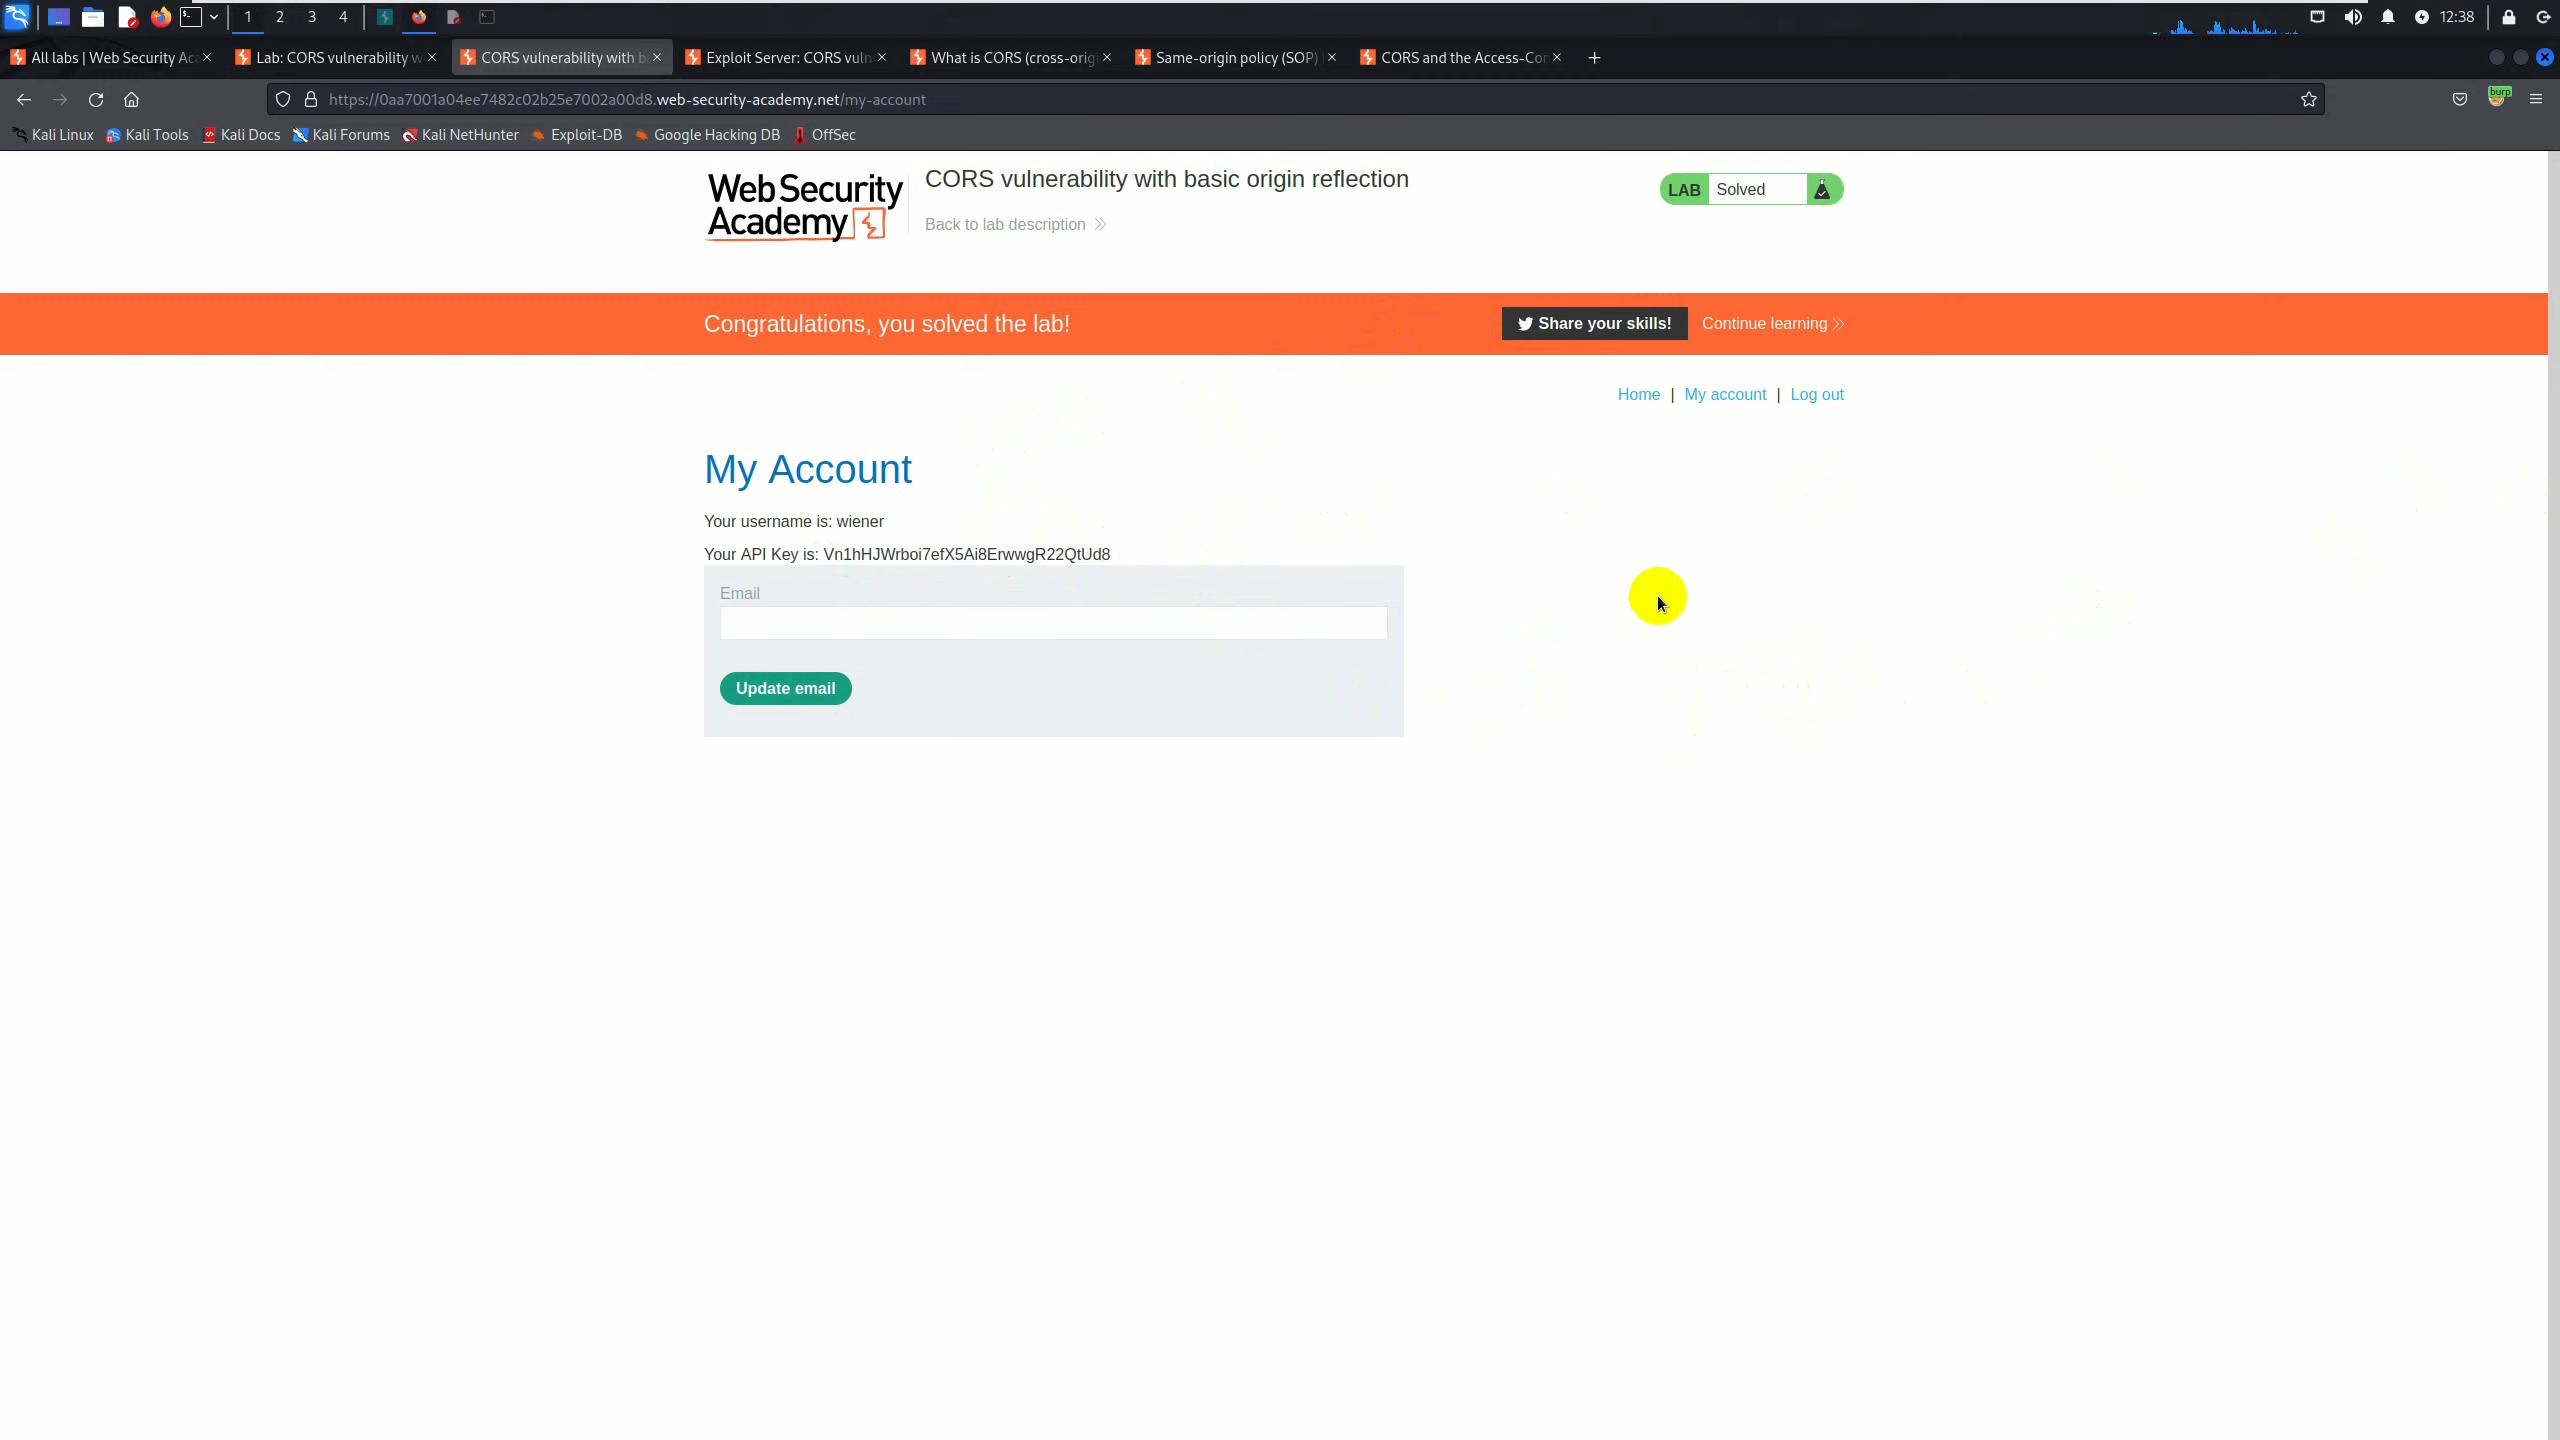 1 2 3 4 12:38
All labs | Web Security Aca
Lab: CORS vulnerability w
CORS vulnerability with b
Exploit Server: CORS vuln
What is CORS (cross-orig
Same-origin policy (SOP)
CORS and the Access-Con
https://0aa7001a04ee7482c02b25e7002a00d8.web-security-academy.net/my-account
burp
Kali Linux Kali Tools Kali Docs Kali Forums Kali NetHunter Exploit-DB Google Hacking DB OffSec
Web Security
Academy
CORS vulnerability with basic origin reflection
Back to lab description
LAB Solved
Congratulations, you solved the lab!
Share your skills! Continue learning
Home | My account | Log out
My Account
Your username is: wiener
Your API Key is: Vn1hHJWrboi7efX5Ai8ErwwgR22QtUd8
Email
Update email